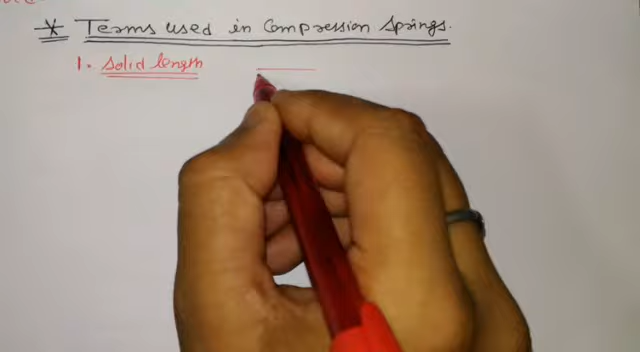 * Terms used in Compression Springs.
1. Solid length